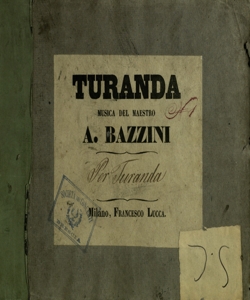 TURANDA
MUSICA DEL MAESTRO
A. BAZZINI
Per Turanda
Milano, FRANCESCO LUCCA.